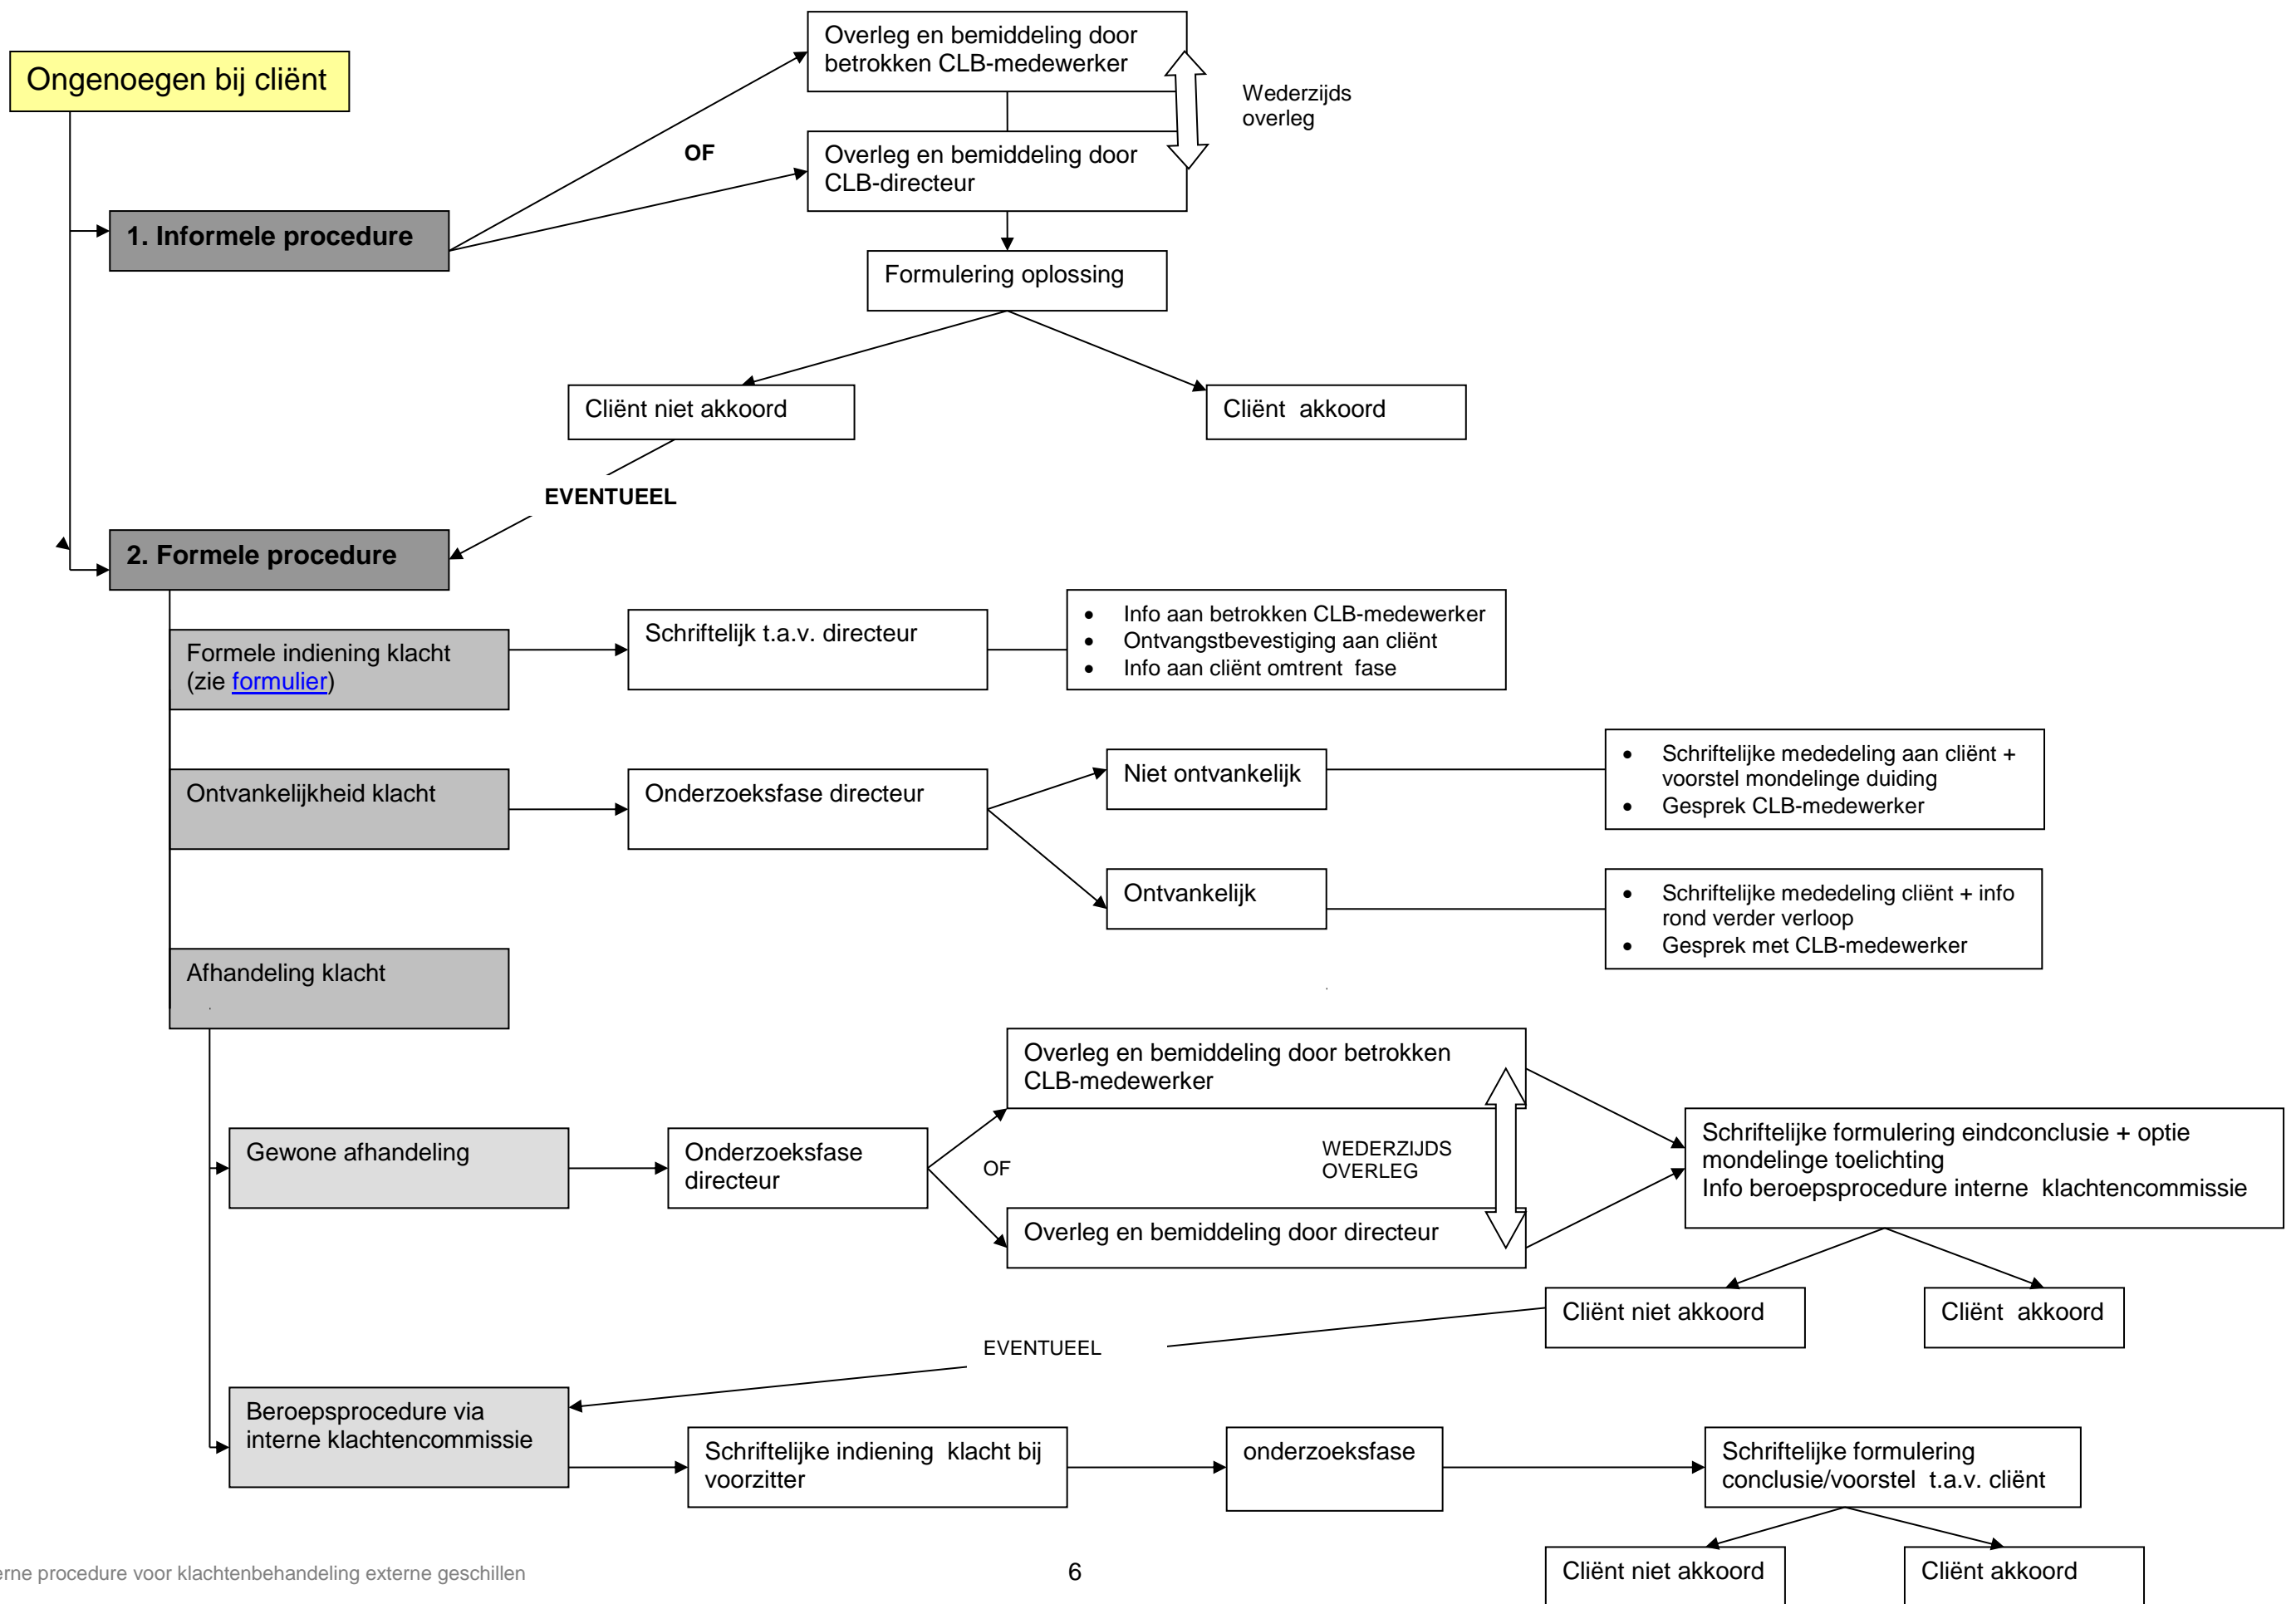 Ongenoegen bij cliënt
Overleg en bemiddeling door
betrokken CLB-medewerker
Wederzijds
overleg
OF
Overleg en bemiddeling door
CLB-directeur
1. Informele procedure
Formulering oplossing
Cliënt niet akkoord
Cliënt  akkoord
EVENTUEEL
2. Formele procedure
Formele indiening klacht
(zie formulier)
Schriftelijk t.a.v. directeur
• Info aan betrokken CLB-medewerker
• Ontvangstbevestiging aan cliënt
• Info aan cliënt omtrent  fase
Ontvankelijkheid klacht
Onderzoeksfase directeur
Niet ontvankelijk
• Schriftelijke mededeling aan cliënt +
voorstel mondelinge duiding
• Gesprek CLB-medewerker
Ontvankelijk
• Schriftelijke mededeling cliënt + info
rond verder verloop
• Gesprek met CLB-medewerker
Afhandeling klacht
Gewone afhandeling
Onderzoeksfase
directeur
OF
Overleg en bemiddeling door betrokken
CLB-medewerker
WEDERZIJDS
OVERLEG
Overleg en bemiddeling door directeur
Schriftelijke formulering eindconclusie + optie
mondelinge toelichting
Info beroepsprocedure interne  klachtencommissie
Cliënt niet akkoord
Cliënt  akkoord
EVENTUEEL
Beroepsprocedure via
interne klachtencommissie
Schriftelijke indiening  klacht bij
voorzitter
onderzoeksfase
Schriftelijke formulering
conclusie/voorstel  t.a.v. cliënt
Cliënt niet akkoord
Cliënt akkoord
erne procedure voor klachtenbehandeling externe geschillen
6